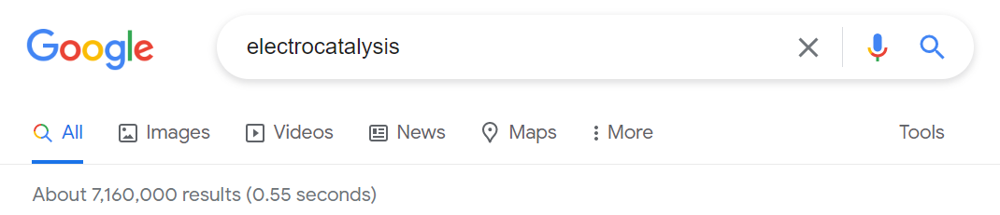 Google electrocatalysis
All Images Videos News Maps More Tools
About 7,160,000 results (0.55 seconds)